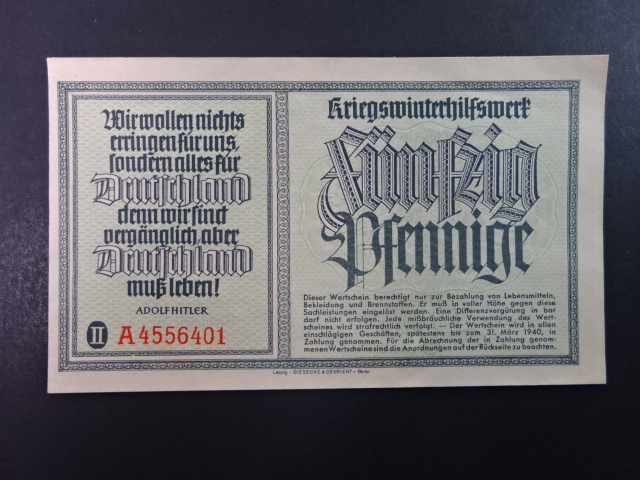 Wir wollen nichts
erringen für uns,
sondern alles für
Deutschland
denn wir sind
vergänglich, aber
Deutschland
muß leben!
ADOLF HITLER
II A4556401
Kriegswinterhilfswerk
Fünfzig
Pfennige
Dieser Wertschein berechtigt nur zur Bezahlung von Lebensmitteln,
Bekleidung und Brennstoffen. Er muß in voller Höhe gegen diese
Sachleistungen eingelöst werden. Eine Differenzvergütung in bar
darf nicht erfolgen. Jede mißbräuchliche Verwendung des Wert-
scheines wird strafrechtlich verfolgt. — Der Wertschein wird in allen
einschlägigen Geschäften, spätestens bis zum 31. März 1940, in
Zahlung genommen. Für die Abrechnung der in Zahlung genom-
menen Wertscheine sind die Anordnungen auf der Rückseite zu beachten.
Leipzig – GIESECKE & DEVRIENT – Berlin